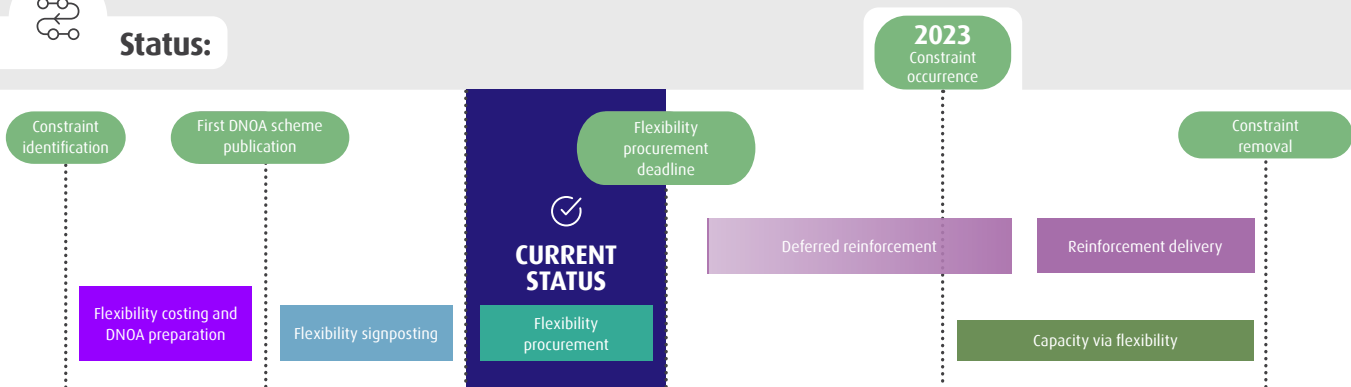 Status:
2023
Constraint
occurrence
Constraint
identification
First DNOA scheme
publication
Flexibility
procurement
deadline
Constraint
removal
CURRENT
STATUS
Deferred reinforcement
Reinforcement delivery
Flexibility costing and
DNOA preparation
Flexibility signposting
Flexibility
procurement
Capacity via flexibility